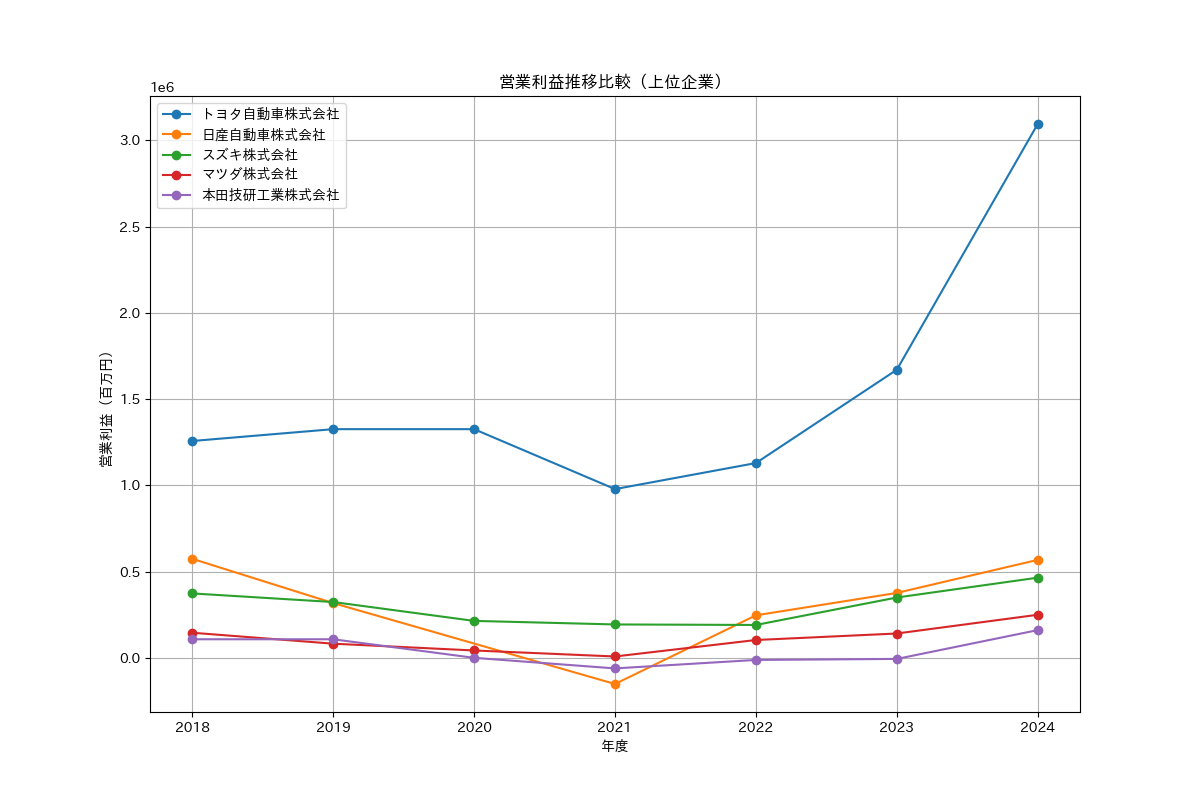 営業利益推移比較（上位企業）
1e6
トヨタ自動車株式会社
日産自動車株式会社
スズキ株式会社
マツダ株式会社
本田技研工業株式会社
3.0
2.5
2.0
1.5
1.0
0.5
0.0
営業利益（百万円）
2018 2019 2020 2021 2022 2023 2024
年度